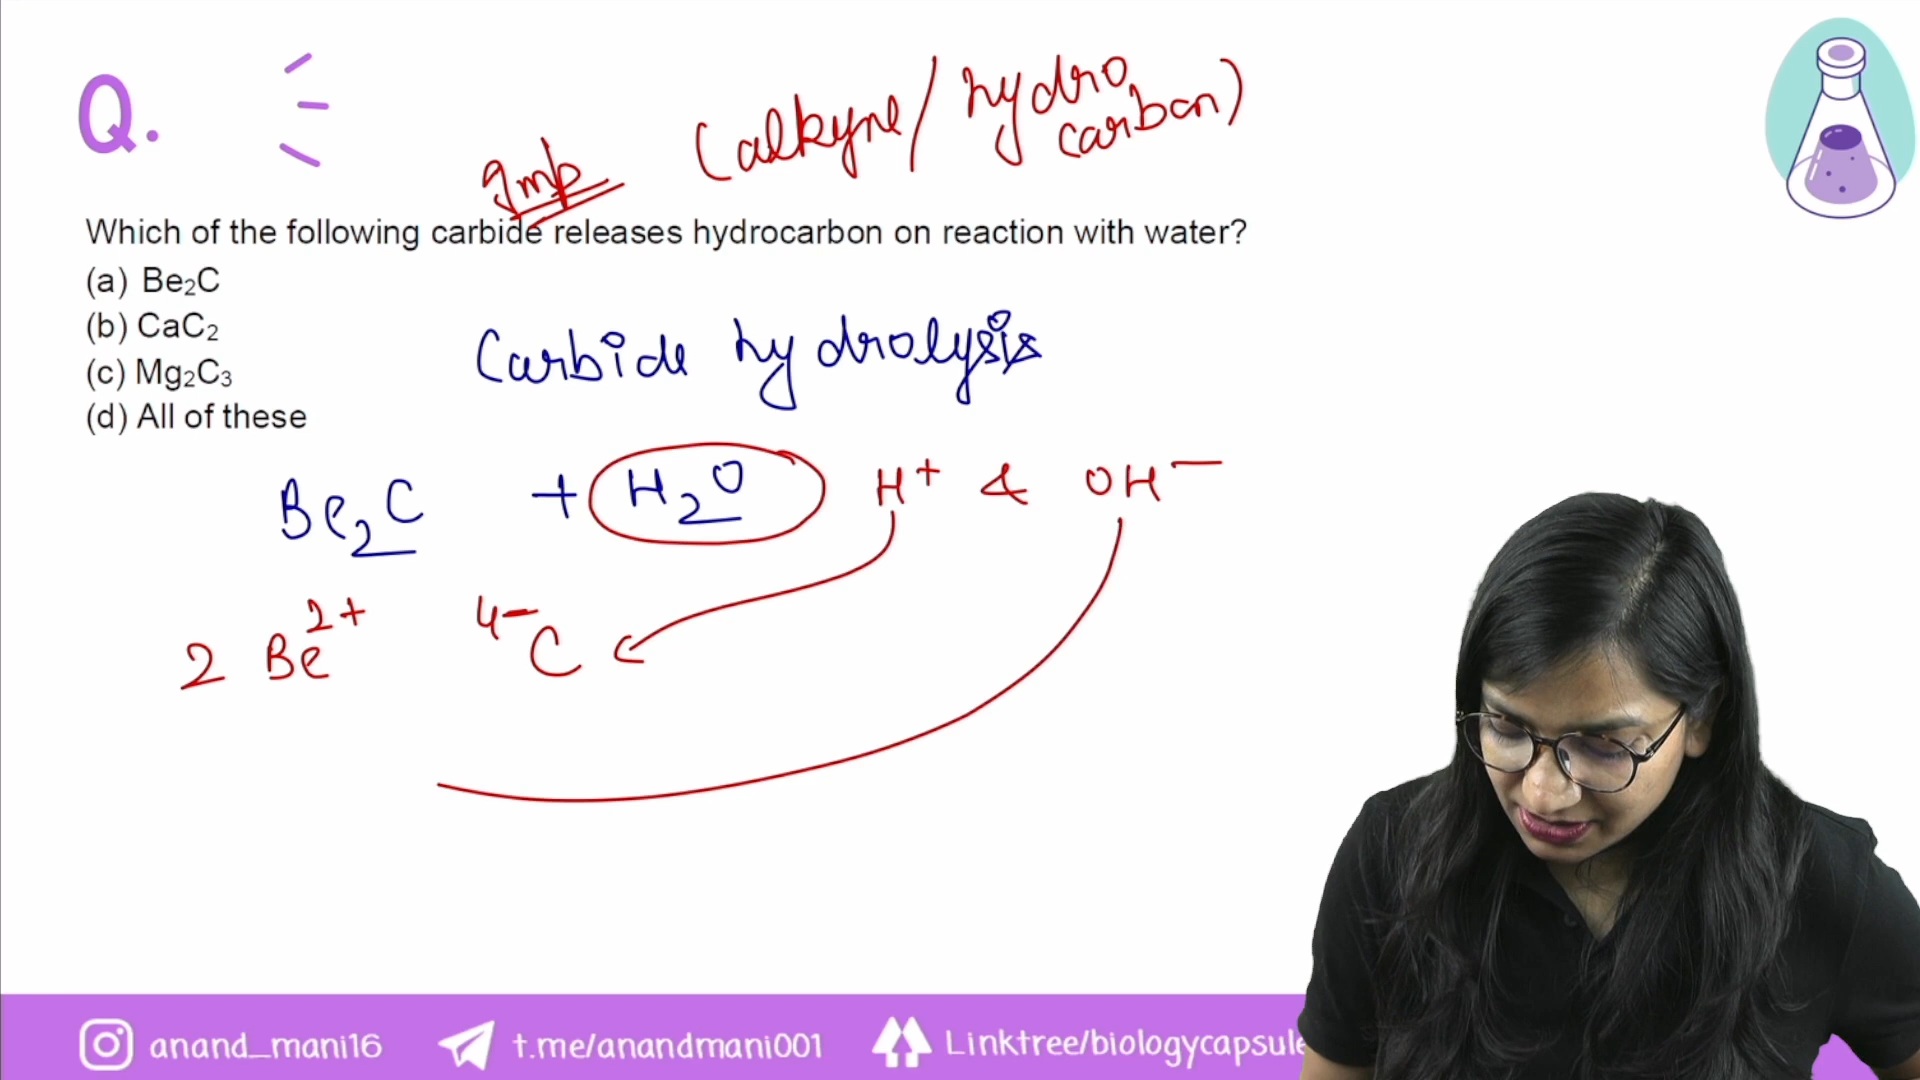 Q.
Imp (alkyne/hydro
carbon)
Which of the following carbide releases hydrocarbon on reaction with water?
(a) Be₂C
(b) CaC₂
(c) Mg₂C₃
(d) All of these
Carbide hydrolysis
Be₂C + H₂O H⁺ & OH⁻
2 Be²⁺ ⁴⁻C
anand_mani16 t.me/anandmani001 Linktree/biologycapsule